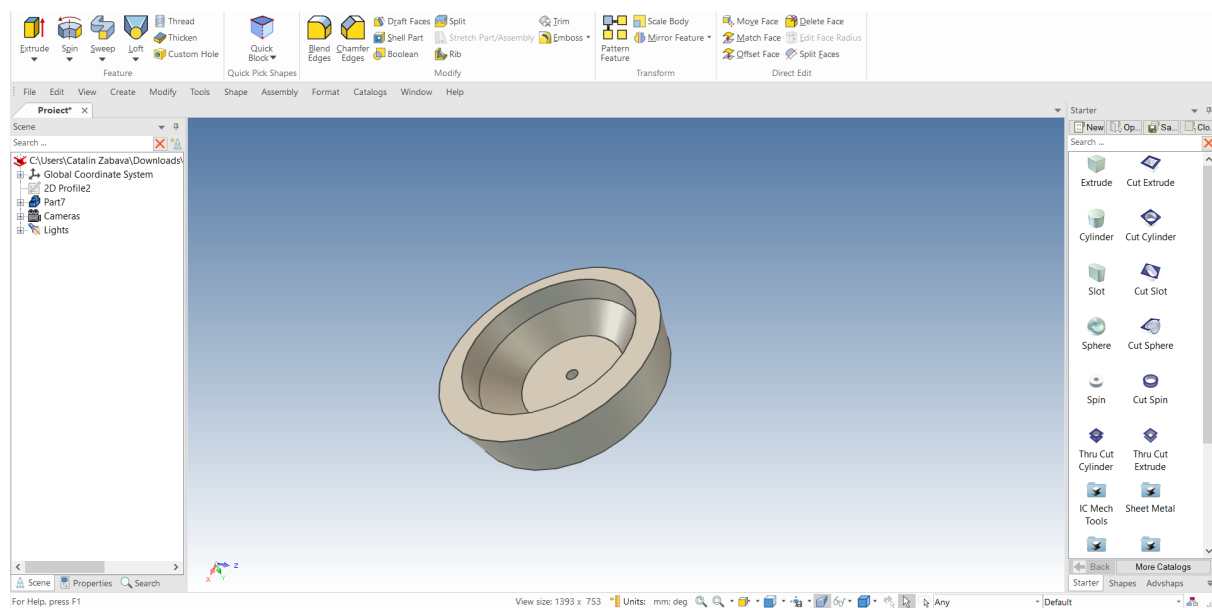 Extrude Spin Sweep Loft
Thread
Thicken
Custom Hole
Feature
Quick Block
Quick Pick Shapes
Blend Edges
Chamfer Edges
Draft Faces
Shell Part
Boolean
Split
Stretch Part/Assembly
Rib
Trim
Emboss
Modify
Pattern Feature
Scale Body
Mirror Feature
Transform
Move Face
Match Face
Offset Face
Delete Face
Edit Face Radius
Split Faces
Direct Edit
File Edit View Create Modify Tools Shape Assembly Format Catalogs Window Help
Project*
Scene
Search ...
C:\Users\Catalin Zabava\Downloads\
Global Coordinate System
2D Profile2
Part7
Cameras
Lights
Scene Properties Search
X Y Z
Starter
New Op... Sa... Clo.
Search ...
Extrude Cut Extrude
Cylinder Cut Cylinder
Slot Cut Slot
Sphere Cut Sphere
Spin Cut Spin
Thru Cut Cylinder
Thru Cut Extrude
IC Mech Tools
Sheet Metal
Back More Catalogs
Starter Shapes Advshaps
For Help, press F1
View size: 1393 x 753 Units: mm: deg Any Default